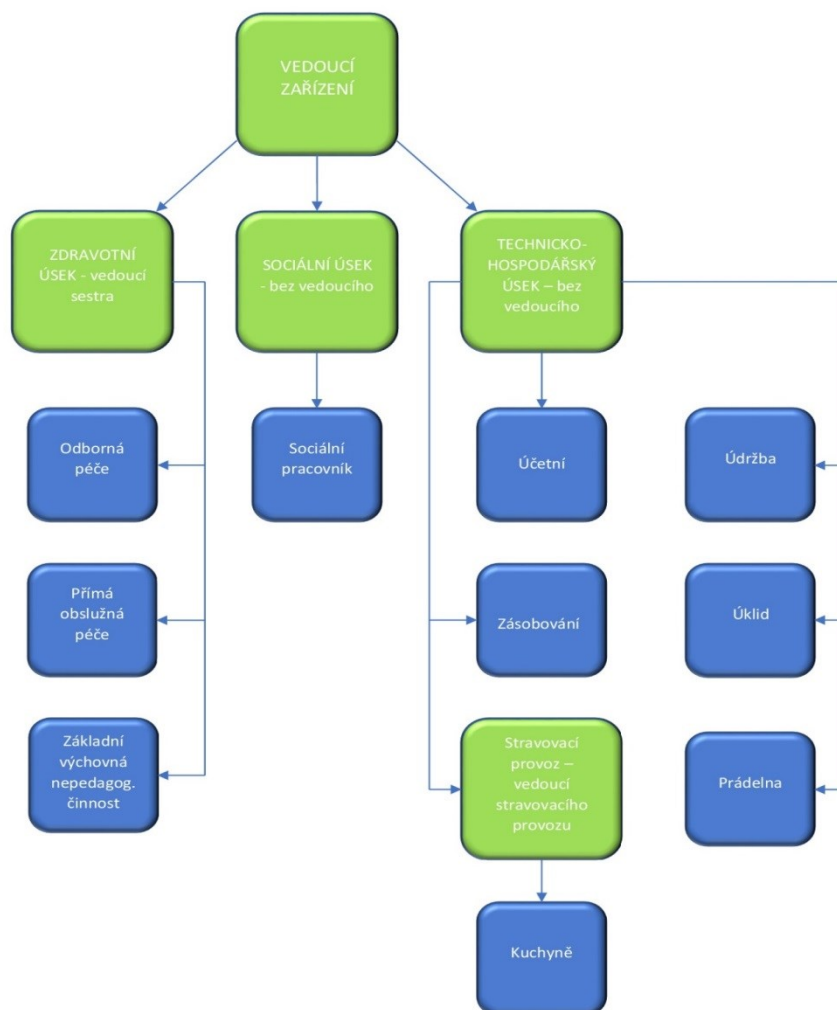 VEDOUCÍ
ZAŘÍZENÍ
ZDRAVOTNÍ
ÚSEK - vedoucí
sestra
SOCIÁLNÍ ÚSEK
- bez vedoucího
TECHNICKO-
HOSPODÁŘSKÝ
ÚSEK – bez
vedoucího
Odborná
péče
Sociální
pracovník
Účetní
Údržba
Přímá
obslužná
péče
Zásobování
Úklid
Základní
výchovná
nepedagog.
činnost
Stravovací
provoz –
vedoucí
stravovacího
provozu
Prádelna
Kuchyně